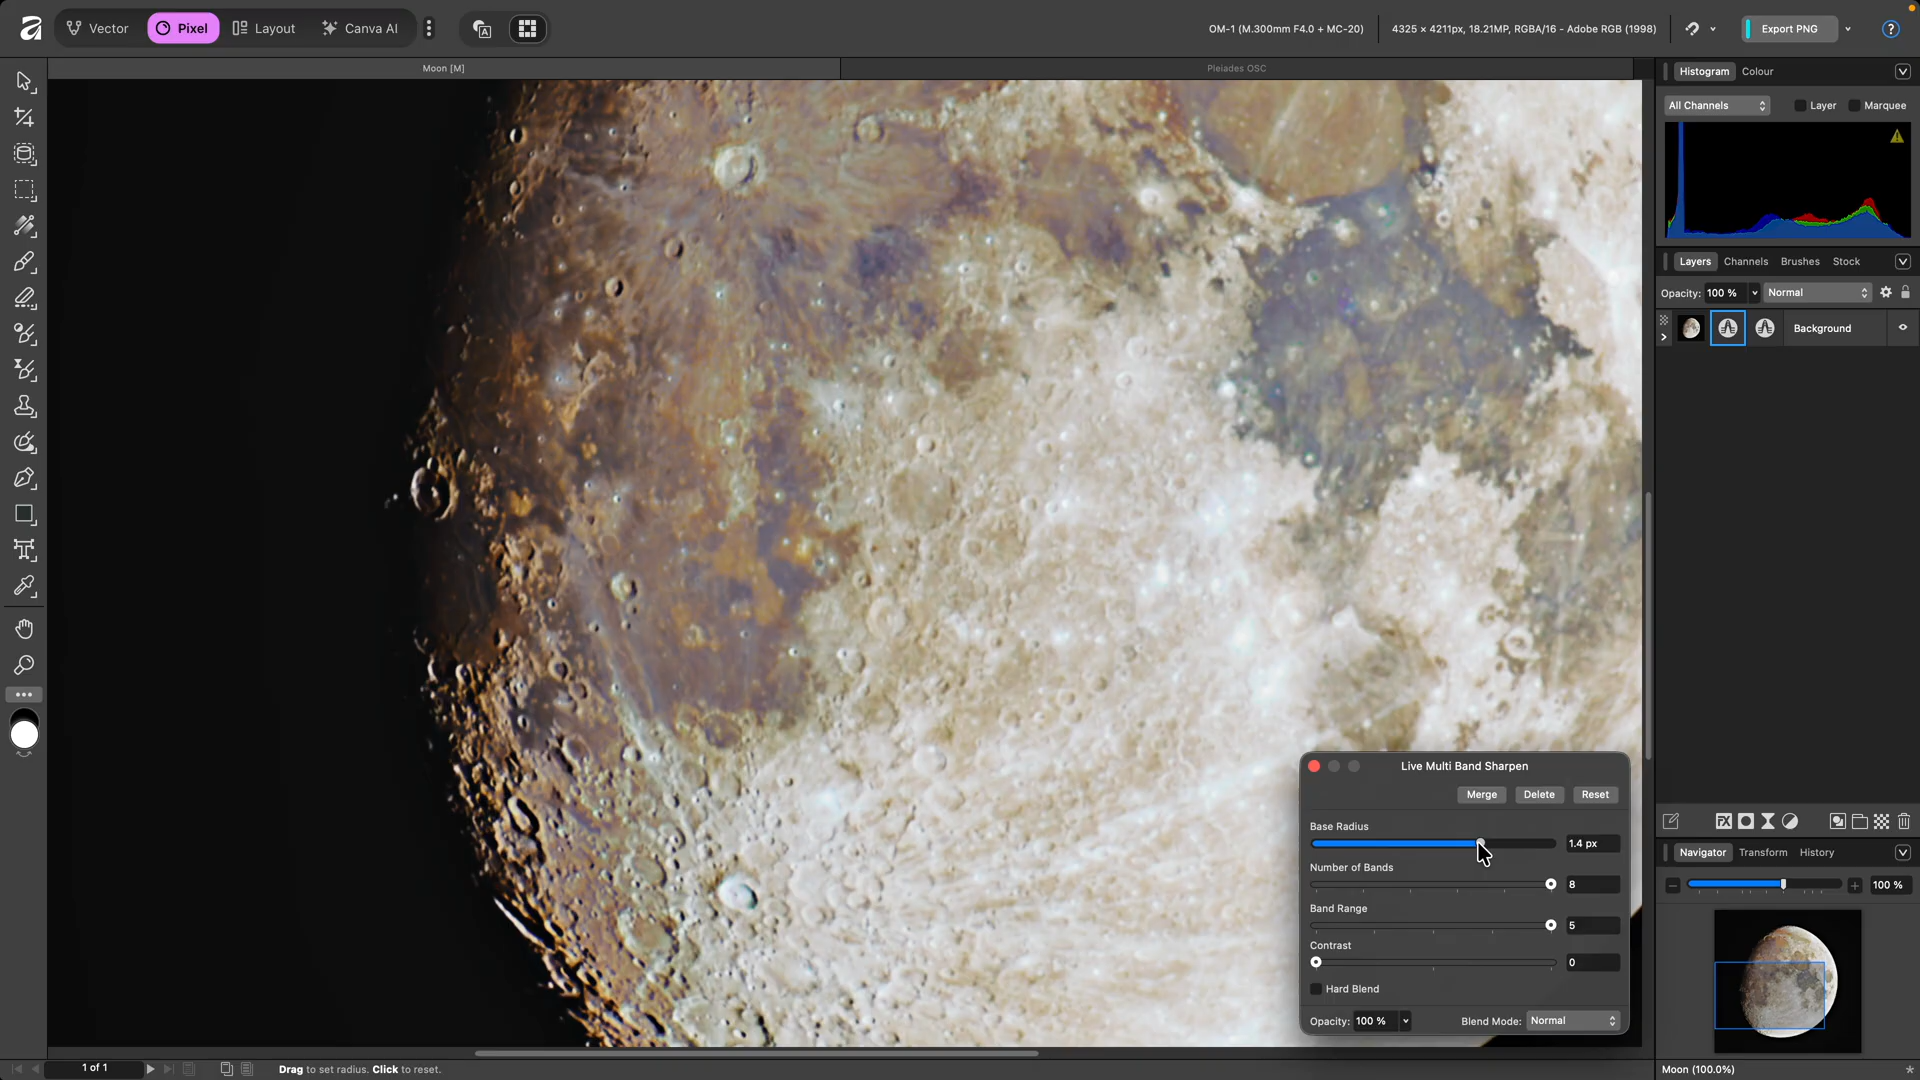 Vector
Pixel
Layout
Canva AI
OM-1 (M.300mm F4.0 + MC-20)
4325 × 4211px, 18.21MP, RGBA/16 - Adobe RGB (1998)
Export PNG
?
Moon [M]
Pleiades OSC
Histogram
Colour
All Channels
Layer
Marquee
Layers
Channels
Brushes
Stock
Opacity: 100 %
Normal
Background
Live Multi Band Sharpen
Merge
Delete
Reset
Base Radius
1.4 px
Number of Bands
8
Band Range
5
Contrast
0
Hard Blend
Opacity: 100 %
Blend Mode: Normal
Navigator
Transform
History
100 %
1 of 1
Drag to set radius. Click to reset.
Moon (100.0%)